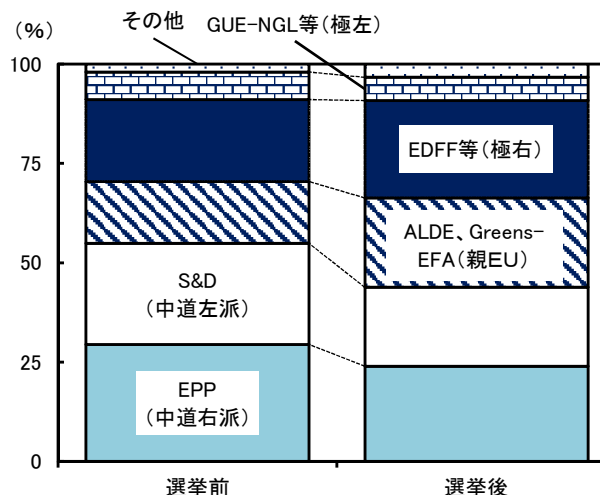 その他
GUE-NGL等(極左)
(%)
100
75
50
25
0
EDFF等(極右)
ALDE、Greens-
EFA(親EU)
S&D
(中道左派)
EPP
(中道右派)
選挙前
選挙後